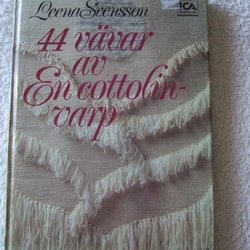 Leena Svensson
ICA
44 vävar
av
En cottolin-
varp